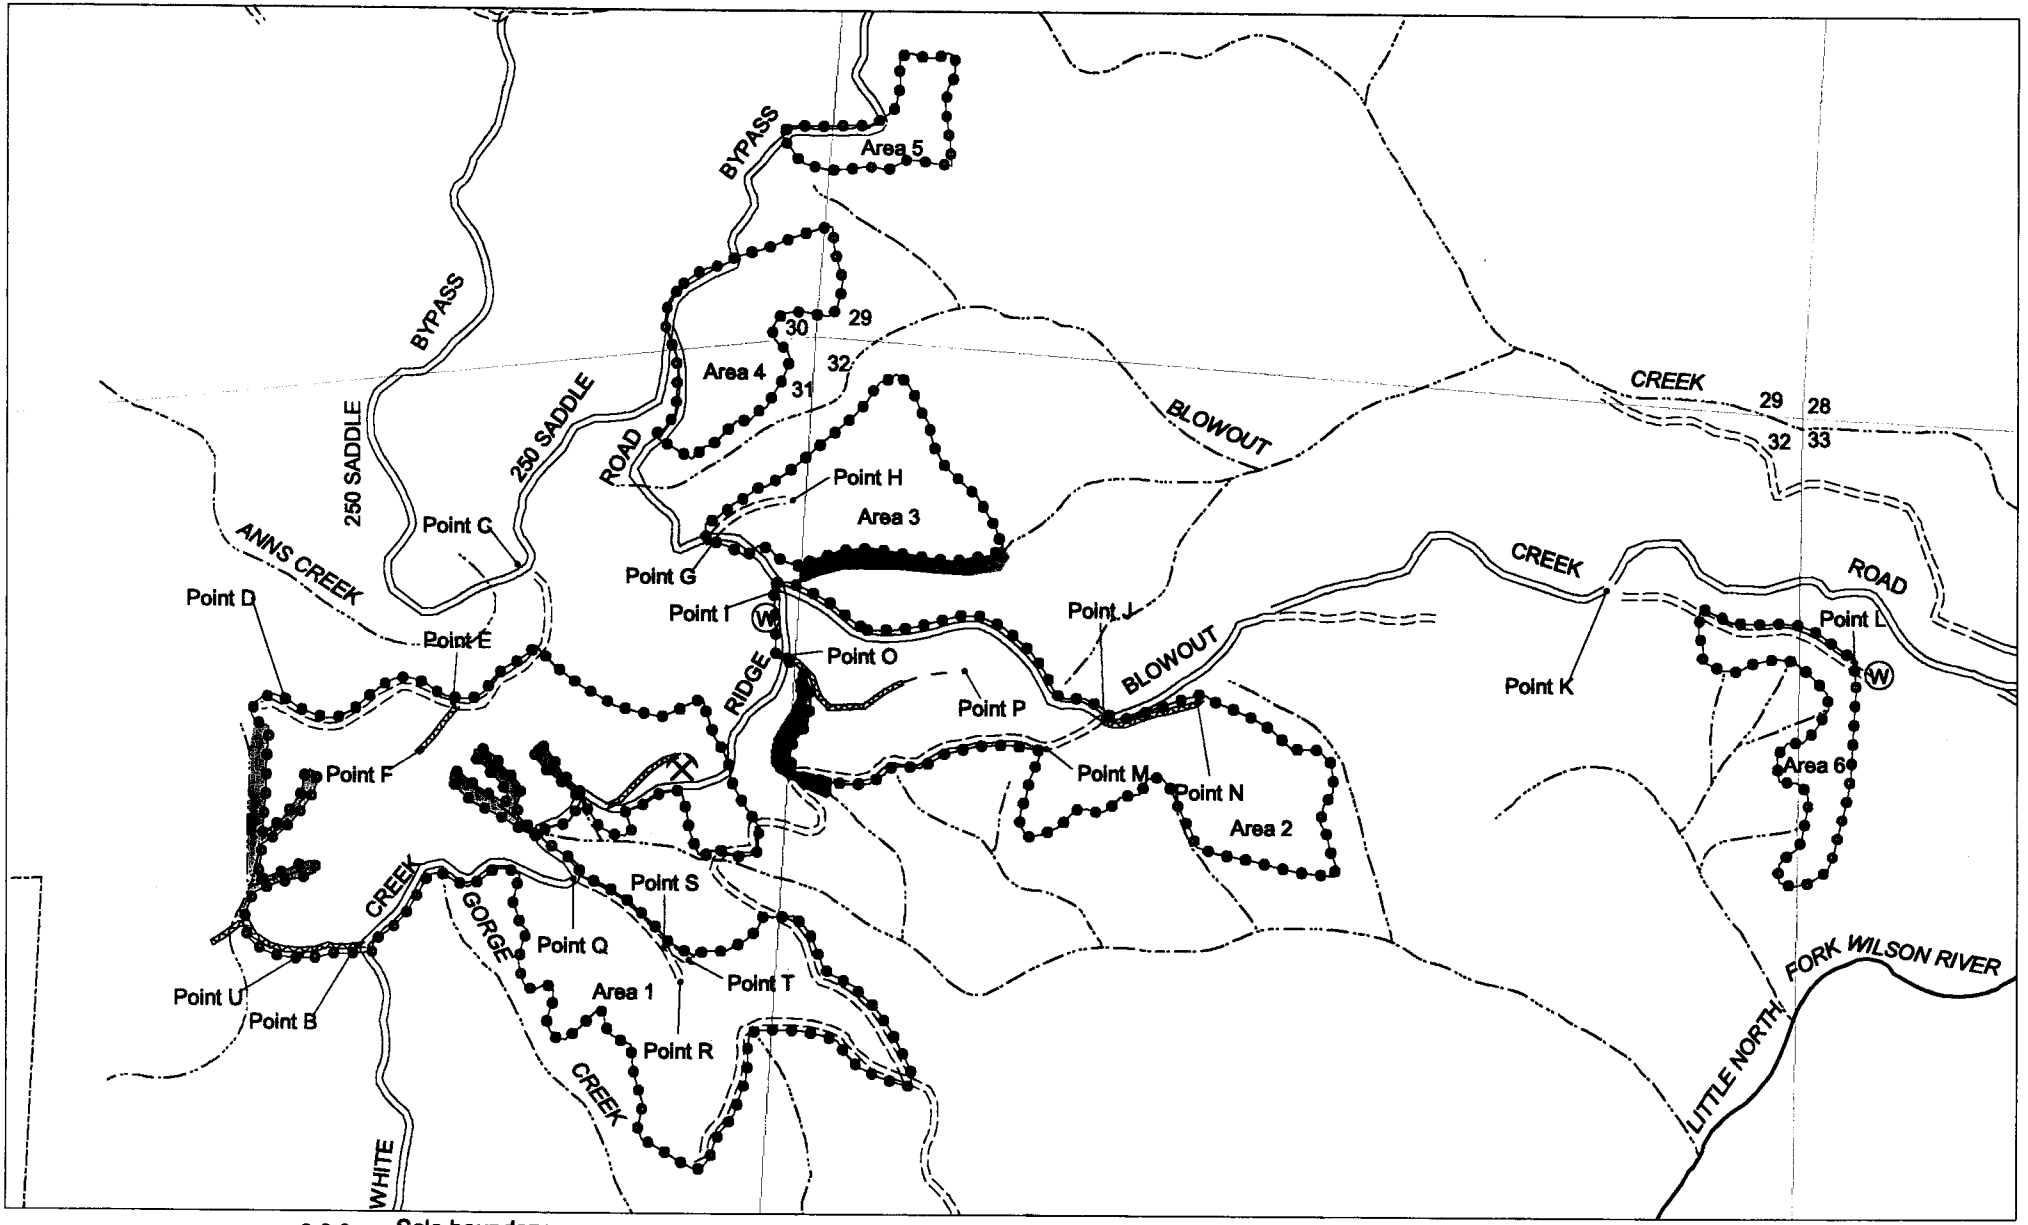 BYPASS
Area 5
BYPASS
30
29
32
Area 4
31
CREEK
29
28
32
33
250 SADDLE
250 SADDLE
ROAD
BLOWOUT
Point H
Area 3
Point C
ANNS CREEK
Point G
CREEK
ROAD
Point D
Point I
W
Point J
Point L
Point E
Point O
RIDGE
BLOWOUT
Point K
W
Point P
Point F
Point M
Point N
Area 6
Area 2
CREEK
Point S
GORGE
Point Q
Point U
Point B
Area 1
Point T
Point R
CREEK
WHITE
LITTLE NORTH
FORK WILSON RIVER